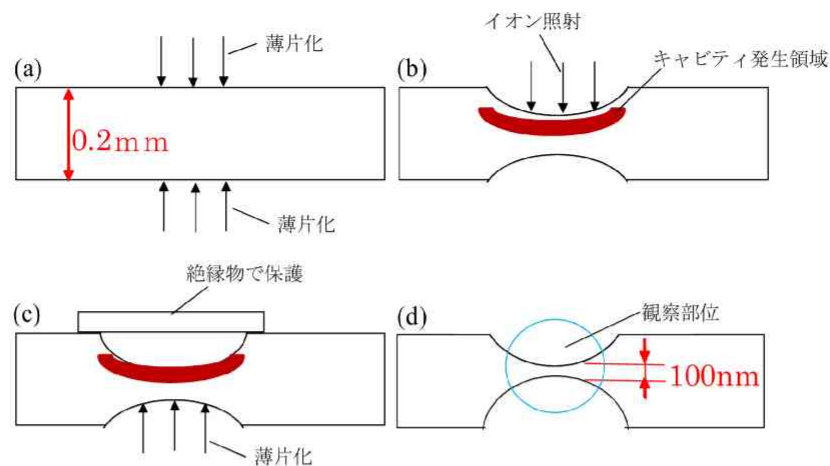 薄片化
(a)
0.2mm
薄片化
イオン照射
(b)
キャビティ発生領域
絶縁物で保護
(c)
薄片化
(d)
観察部位
100nm